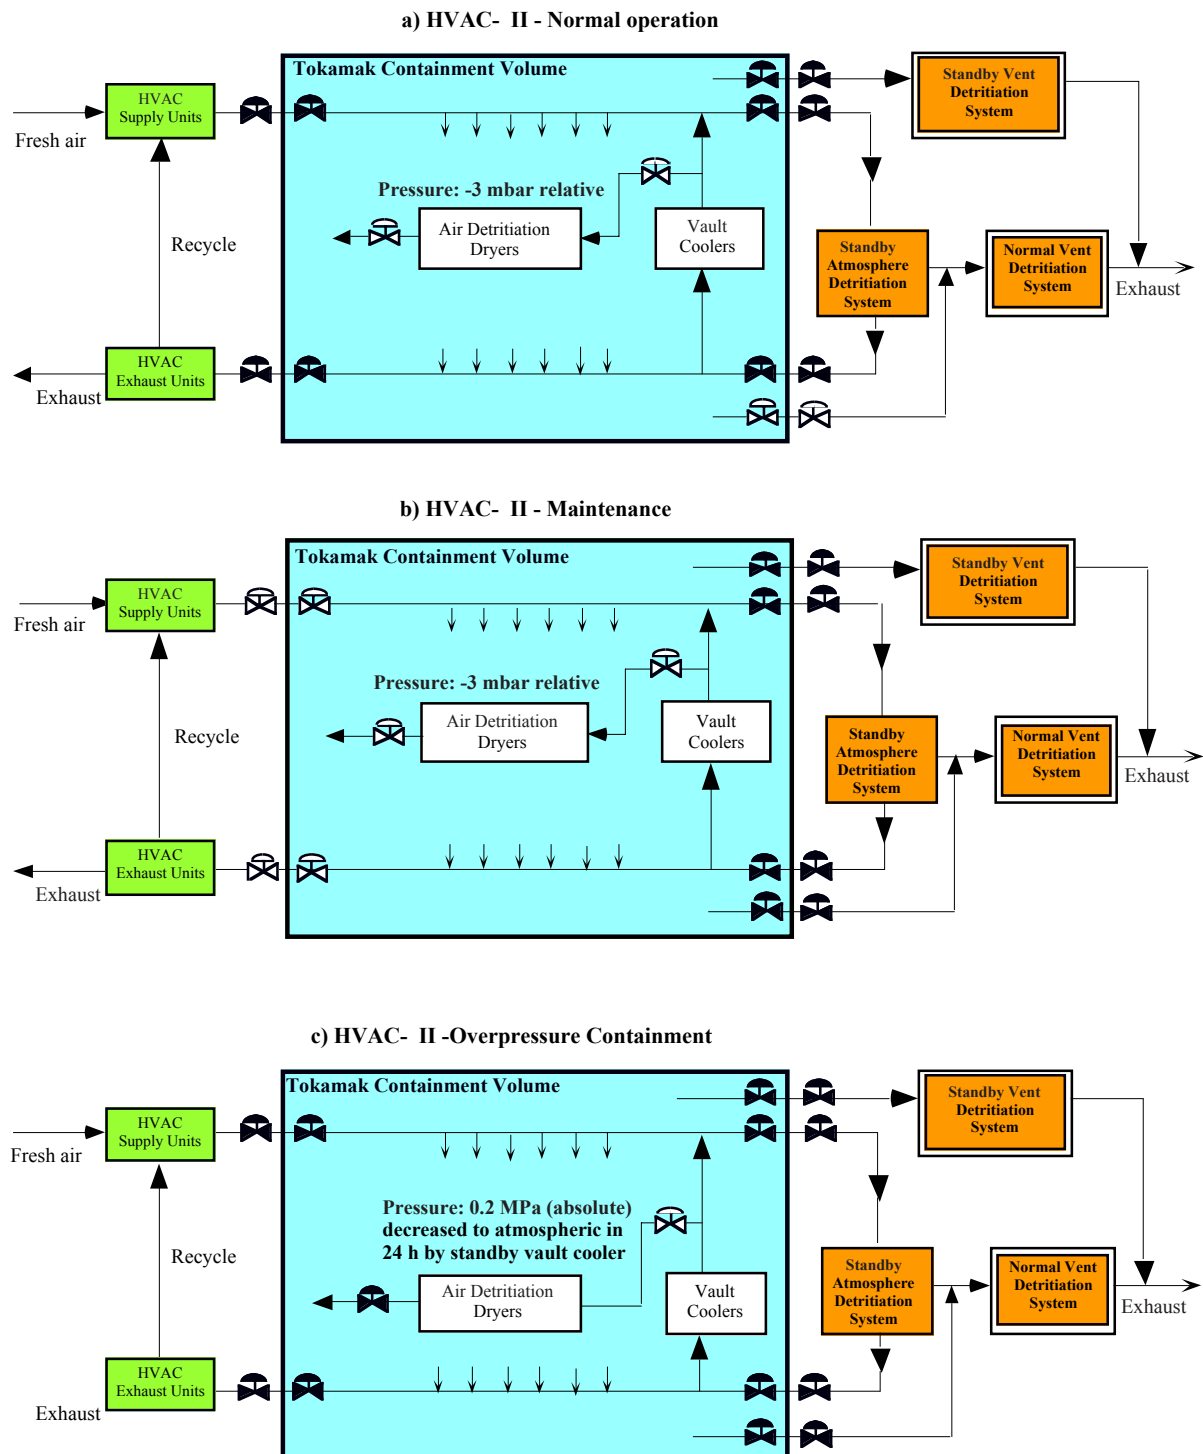 a) HVAC- II - Normal operation
Tokamak Containment Volume
HVAC
Supply Units
Fresh air
Standby Vent
Detritiation
System
Pressure: -3 mbar relative
Air Detritiation
Dryers
Vault
Coolers
Recycle
Standby
Atmosphere
Detritiation
System
Normal Vent
Detritiation
System
Exhaust
HVAC
Exhaust Units
Exhaust
b) HVAC- II - Maintenance
Tokamak Containment Volume
HVAC
Supply Units
Fresh air
Standby Vent
Detritiation
System
Pressure: -3 mbar relative
Air Detritiation
Dryers
Vault
Coolers
Recycle
Standby
Atmosphere
Detritiation
System
Normal Vent
Detritiation
System
Exhaust
HVAC
Exhaust Units
Exhaust
c) HVAC- II -Overpressure Containment
Tokamak Containment Volume
HVAC
Supply Units
Fresh air
Standby Vent
Detritiation
System
Pressure: 0.2 MPa (absolute)
decreased to atmospheric in
24 h by standby vault cooler
Recycle
Air Detritiation
Dryers
Vault
Coolers
Standby
Atmosphere
Detritiation
System
Normal Vent
Detritiation
System
Exhaust
HVAC
Exhaust Units
Exhaust